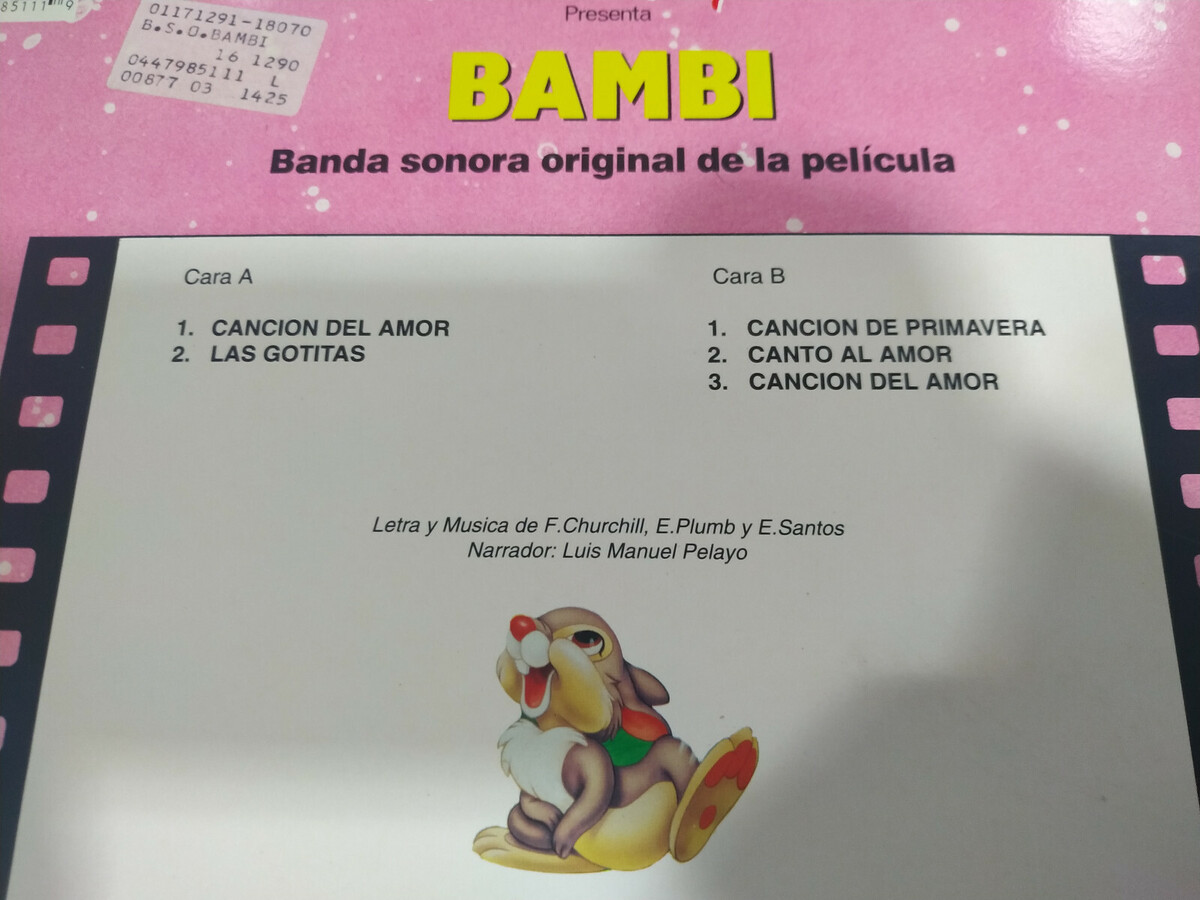 85111 9
01171291-18070
B.S.O.BAMBI
16 1290
0447985111 L
00877 03 1425
Presenta
BAMBI
Banda sonora original de la película
Cara A
1. CANCION DEL AMOR
2. LAS GOTITAS
Cara B
1. CANCION DE PRIMAVERA
2. CANTO AL AMOR
3. CANCION DEL AMOR
Letra y Musica de F.Churchill, E.Plumb y E.Santos
Narrador: Luis Manuel Pelayo